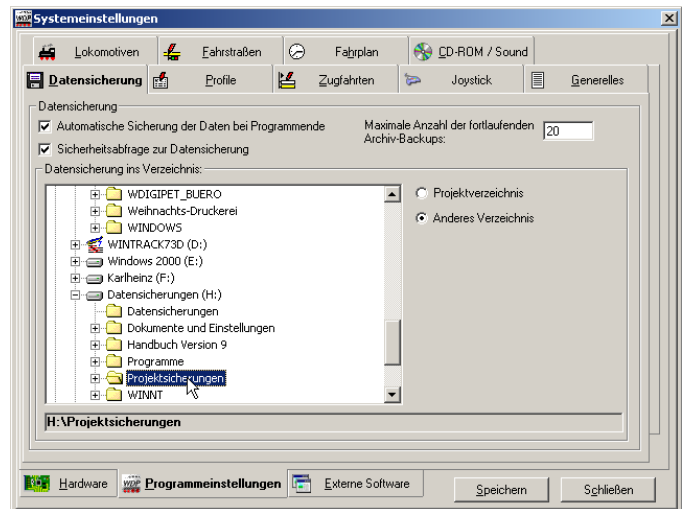 Systemeinstellungen
Lokomotiven Fahrstraßen Fahrplan CD-ROM / Sound
Datensicherung Profile Zugfahrten Joystick Generelles
Datensicherung
Automatische Sicherung der Daten bei Programmende
Maximale Anzahl der fortlaufenden
Archiv-Backups:
20
Sicherheitsabfrage zur Datensicherung
Datensicherung ins Verzeichnis:
WDIGIPET_BUERO
Weihnachts-Druckerei
WINDOWS
WINTRACK73D (D:)
Windows 2000 (E:)
Karlheinz (F:)
Datensicherungen (H:)
Datensicherungen
Dokumente und Einstellungen
Handbuch Version 9
Programme
Projektsicherungen
WINNT
Projektverzeichnis
Anderes Verzeichnis
H:\Projektsicherungen
Hardware Programmeinstellungen Externe Software
Speichern Schließen